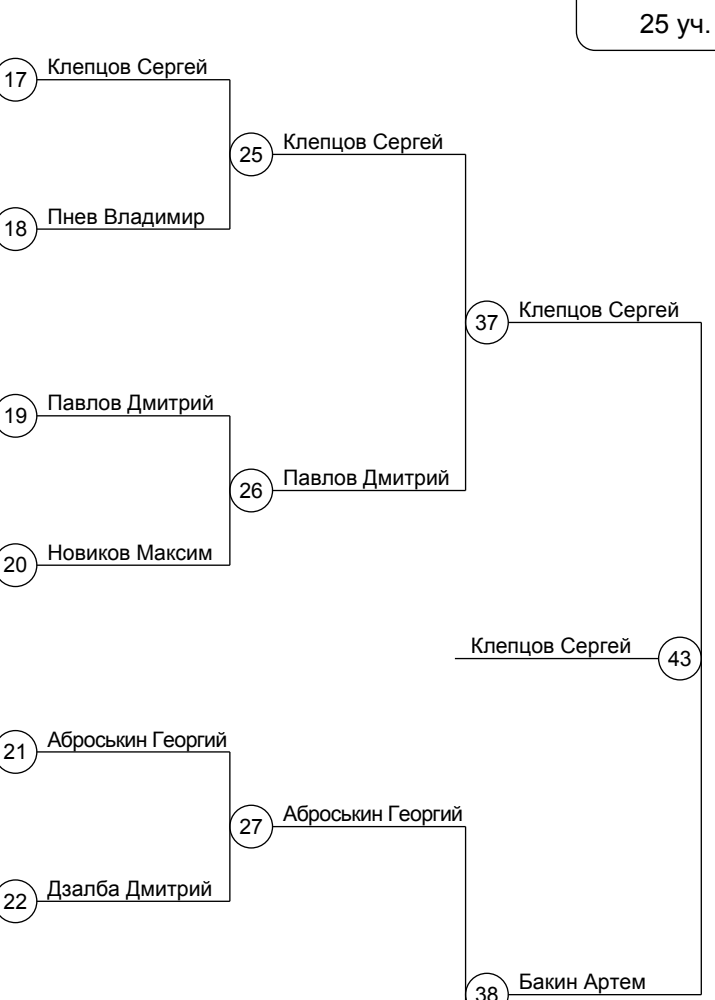 25 уч.
17 Клепцов Сергей
25 Клепцов Сергей
18 Пнев Владимир
37 Клепцов Сергей
19 Павлов Дмитрий
26 Павлов Дмитрий
20 Новиков Максим
Клепцов Сергей 43
21 Аброськин Георгий
27 Аброськин Георгий
22 Дзалба Дмитрий
38 Бакин Артем